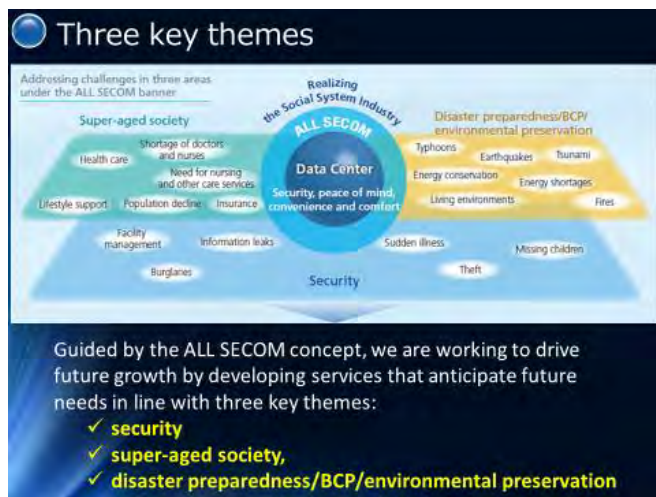 Three key themes
Addressing challenges in three areas
under the ALL SECOM banner
Realizing
the Social System Industry
ALL SECOM
Data Center
Security, peace of mind,
convenience and comfort
Super-aged society
Health care
Shortage of doctors
and nurses
Need for nursing
and other care services
Lifestyle support
Population decline
Insurance
Disaster preparedness/BCP/
environmental preservation
Typhoons
Earthquakes
Tsunami
Energy conservation
Energy shortages
Living environments
Fires
Facility
management
Information leaks
Burglaries
Sudden illness
Missing children
Theft
Security
Guided by the ALL SECOM concept, we are working to drive
future growth by developing services that anticipate future
needs in line with three key themes:
✓ security
✓ super-aged society,
✓ disaster preparedness/BCP/environmental preservation